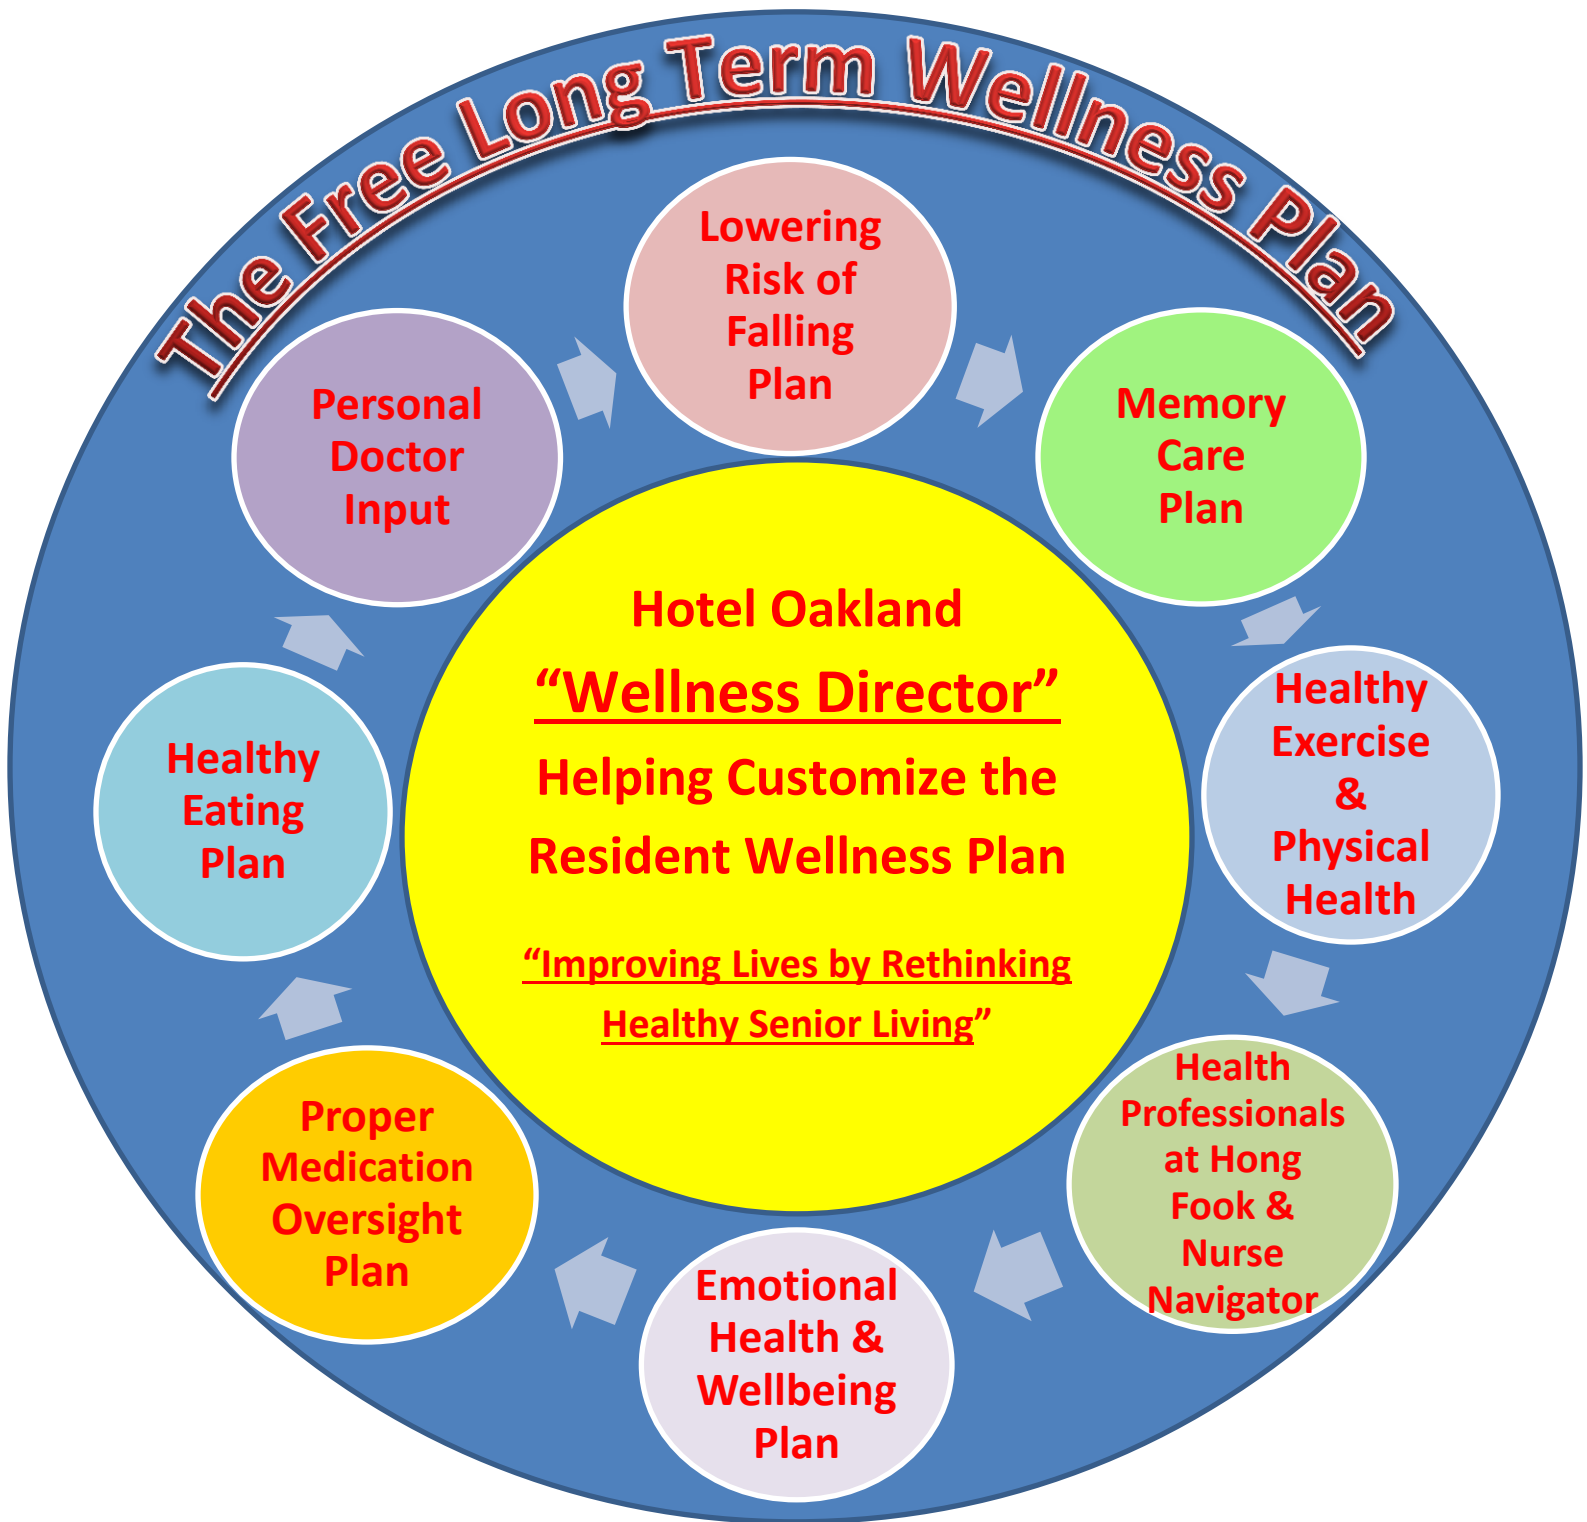 The Free Long Term Wellness Plan
Lowering
Risk of
Falling
Plan
Memory
Care
Plan
Healthy
Exercise
&
Physical
Health
Health
Professionals
at Hong
Fook &
Nurse
Navigator
Emotional
Health &
Wellbeing
Plan
Proper
Medication
Oversight
Plan
Healthy
Eating
Plan
Personal
Doctor
Input
Hotel Oakland
“Wellness Director”
Helping Customize the
Resident Wellness Plan
“Improving Lives by Rethinking
Healthy Senior Living”